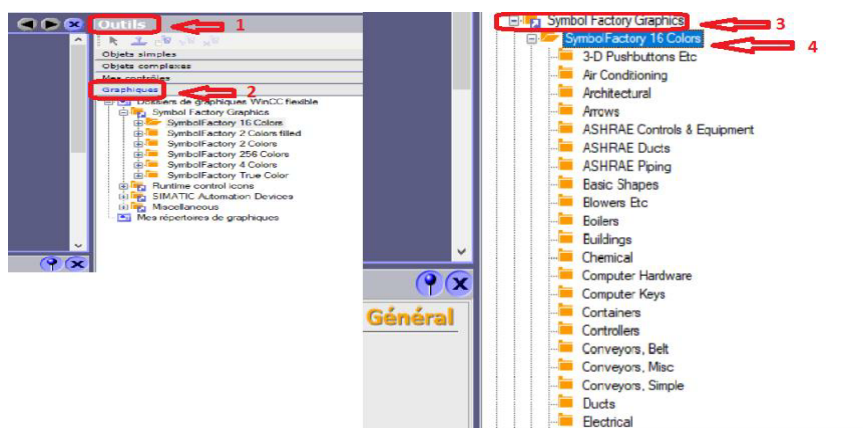 Outils
1
Objets simples
Objets complexes
Mes contrôles
Graphiques
2
Dossiers de graphiques WinCC flexible
Symbol Factory Graphics
SymbolFactory 16 Colors
SymbolFactory 2 Colors filled
SymbolFactory 2 Colors
SymbolFactory 256 Colors
SymbolFactory 4 Colors
SymbolFactory True Color
Runtime control icons
SIMATIC Automation Devices
Miscellaneous
Mes répertoires de graphiques
Général
Symbol Factory Graphics
3
SymbolFactory 16 Colors
4
3-D Pushbuttons Etc
Air Conditioning
Architectural
Arrows
ASHRAE Controls & Equipment
ASHRAE Ducts
ASHRAE Piping
Basic Shapes
Blowers Etc
Boilers
Buildings
Chemical
Computer Hardware
Computer Keys
Containers
Controllers
Conveyors, Belt
Conveyors, Misc
Conveyors, Simple
Ducts
Electrical